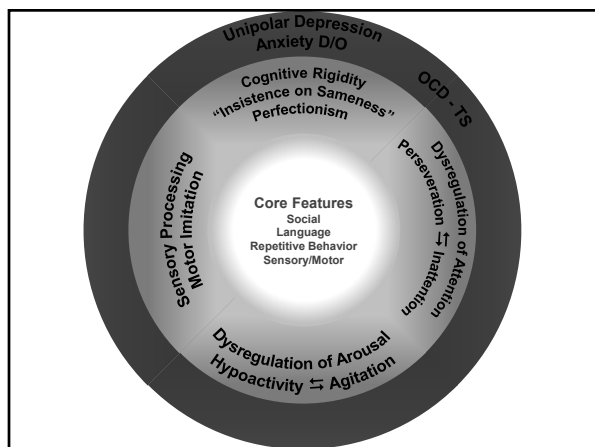 Unipolar Depression
Anxiety D/O
OCD - TS
Cognitive Rigidity
“Insistence on Sameness”
Perfectionism
Dysregulation of Attention
Perseveration ⇄ Inattention
Sensory Processing
Motor Imitation
Core Features
Social
Language
Repetitive Behavior
Sensory/Motor
Dysregulation of Arousal
Hypoactivity ⇆ Agitation